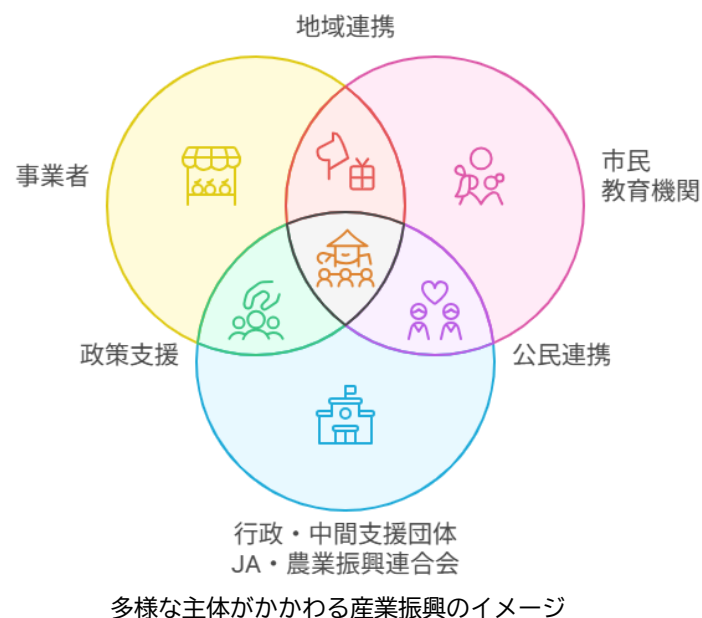 地域連携
事業者
市民
教育機関
政策支援
公民連携
行政・中間支援団体
JA・農業振興連合会
多様な主体がかかわる産業振興のイメージ